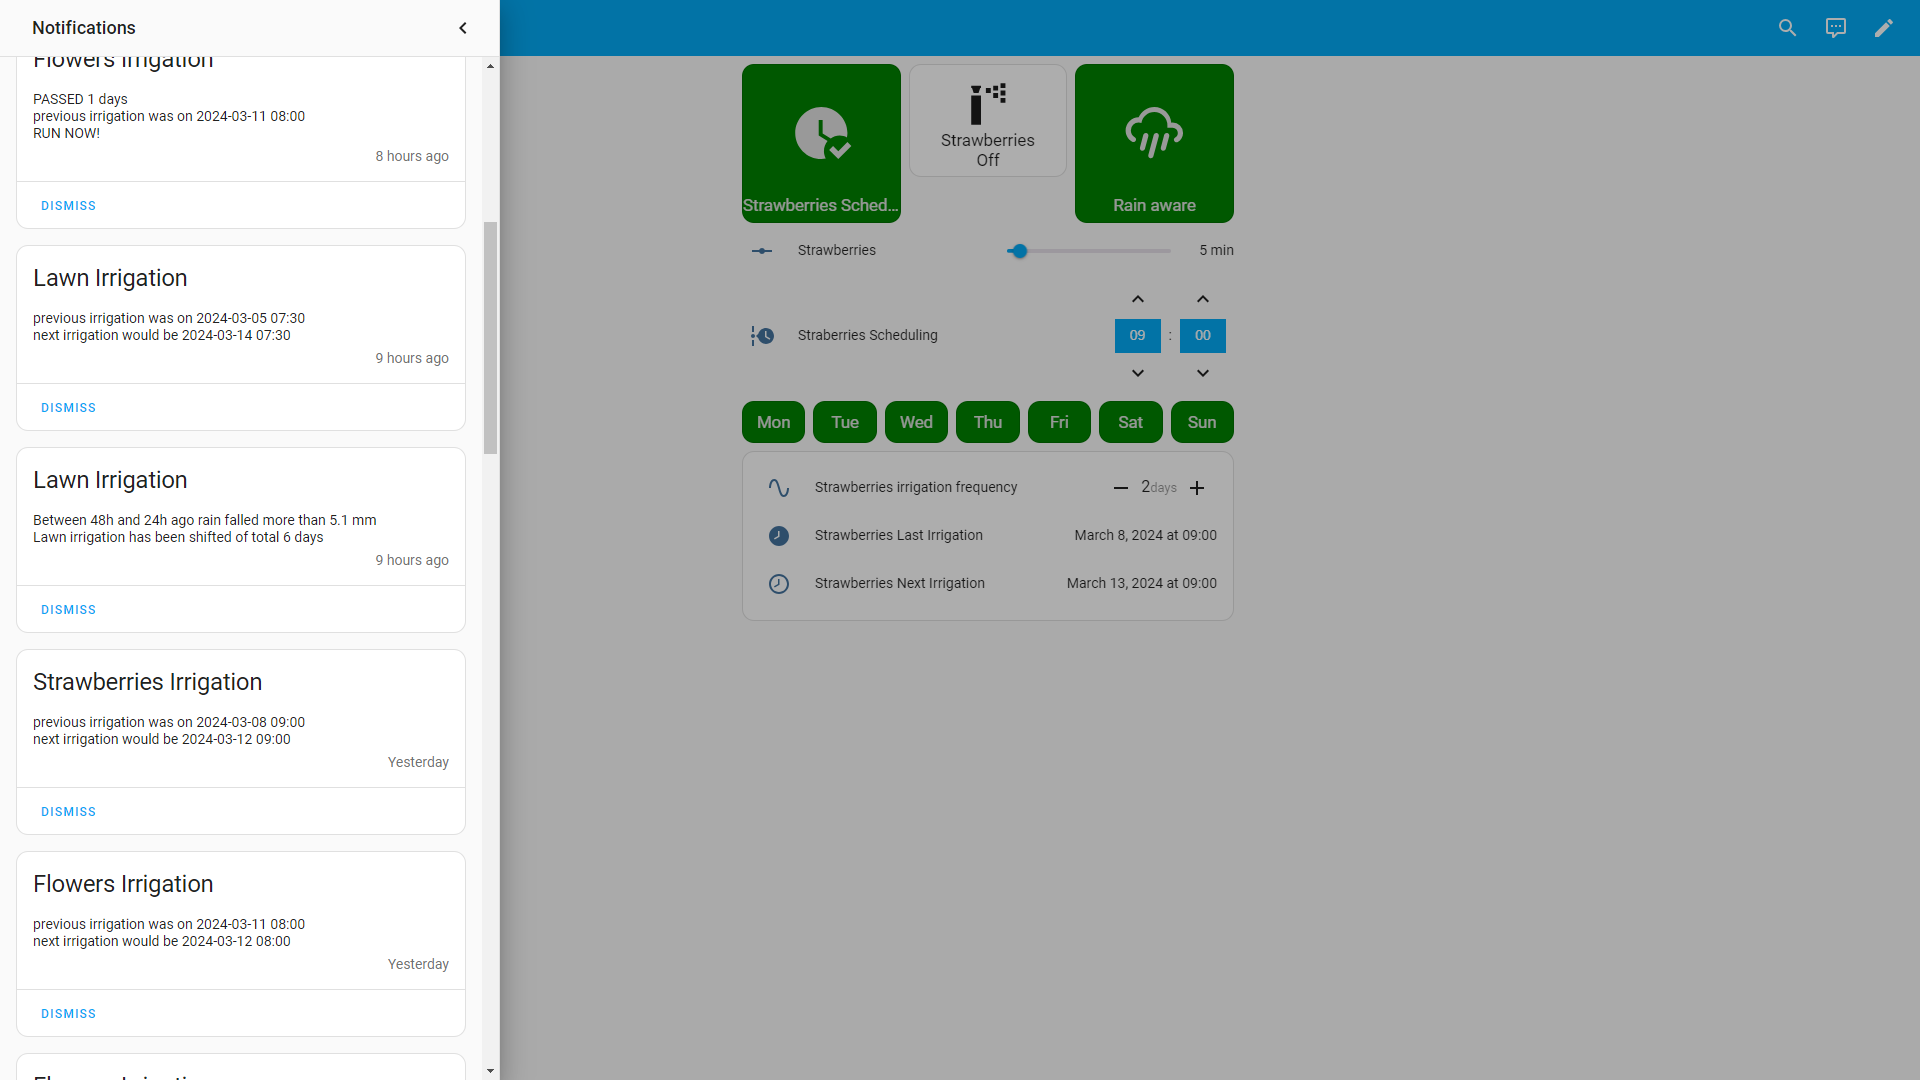 Notifications
Flowers Irrigation
PASSED 1 days
previous irrigation was on 2024-03-11 08:00
RUN NOW!
8 hours ago
DISMISS
Lawn Irrigation
previous irrigation was on 2024-03-05 07:30
next irrigation would be 2024-03-14 07:30
9 hours ago
DISMISS
Lawn Irrigation
Between 48h and 24h ago rain falled more than 5.1 mm
Lawn irrigation has been shifted of total 6 days
9 hours ago
DISMISS
Strawberries Irrigation
previous irrigation was on 2024-03-08 09:00
next irrigation would be 2024-03-12 09:00
Yesterday
DISMISS
Flowers Irrigation
previous irrigation was on 2024-03-11 08:00
next irrigation would be 2024-03-12 08:00
Yesterday
DISMISS
Strawberries Sched...
Strawberries
Off
Rain aware
Strawberries 5 min
Straberries Scheduling 09 : 00
Mon Tue Wed Thu Fri Sat Sun
Strawberries irrigation frequency 2 days
Strawberries Last Irrigation March 8, 2024 at 09:00
Strawberries Next Irrigation March 13, 2024 at 09:00